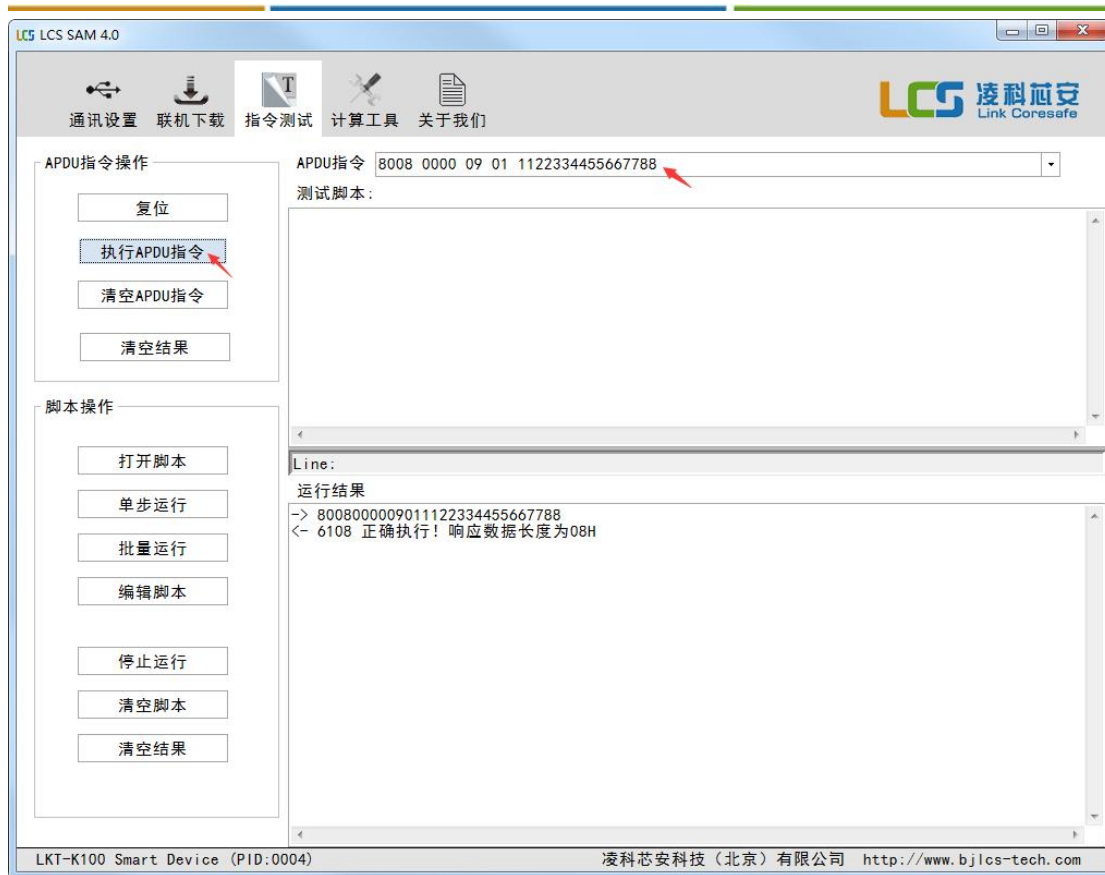 LCS LCS SAM 4.0
通讯设置 联机下载 指令测试 计算工具 关于我们
LCS 凌科芯安
Link Coresafe
APDU指令操作
复位
执行APDU指令
清空APDU指令
清空结果
脚本操作
打开脚本
单步运行
批量运行
编辑脚本
停止运行
清空脚本
清空结果
APDU指令 8008 0000 09 01 1122334455667788
测试脚本:
Line:
运行结果
-> 8008000009011122334455667788
<- 6108 正确执行! 响应数据长度为08H
LKT-K100 Smart Device (PID:0004) 凌科芯安科技(北京)有限公司 http://www.bjlcs-tech.com